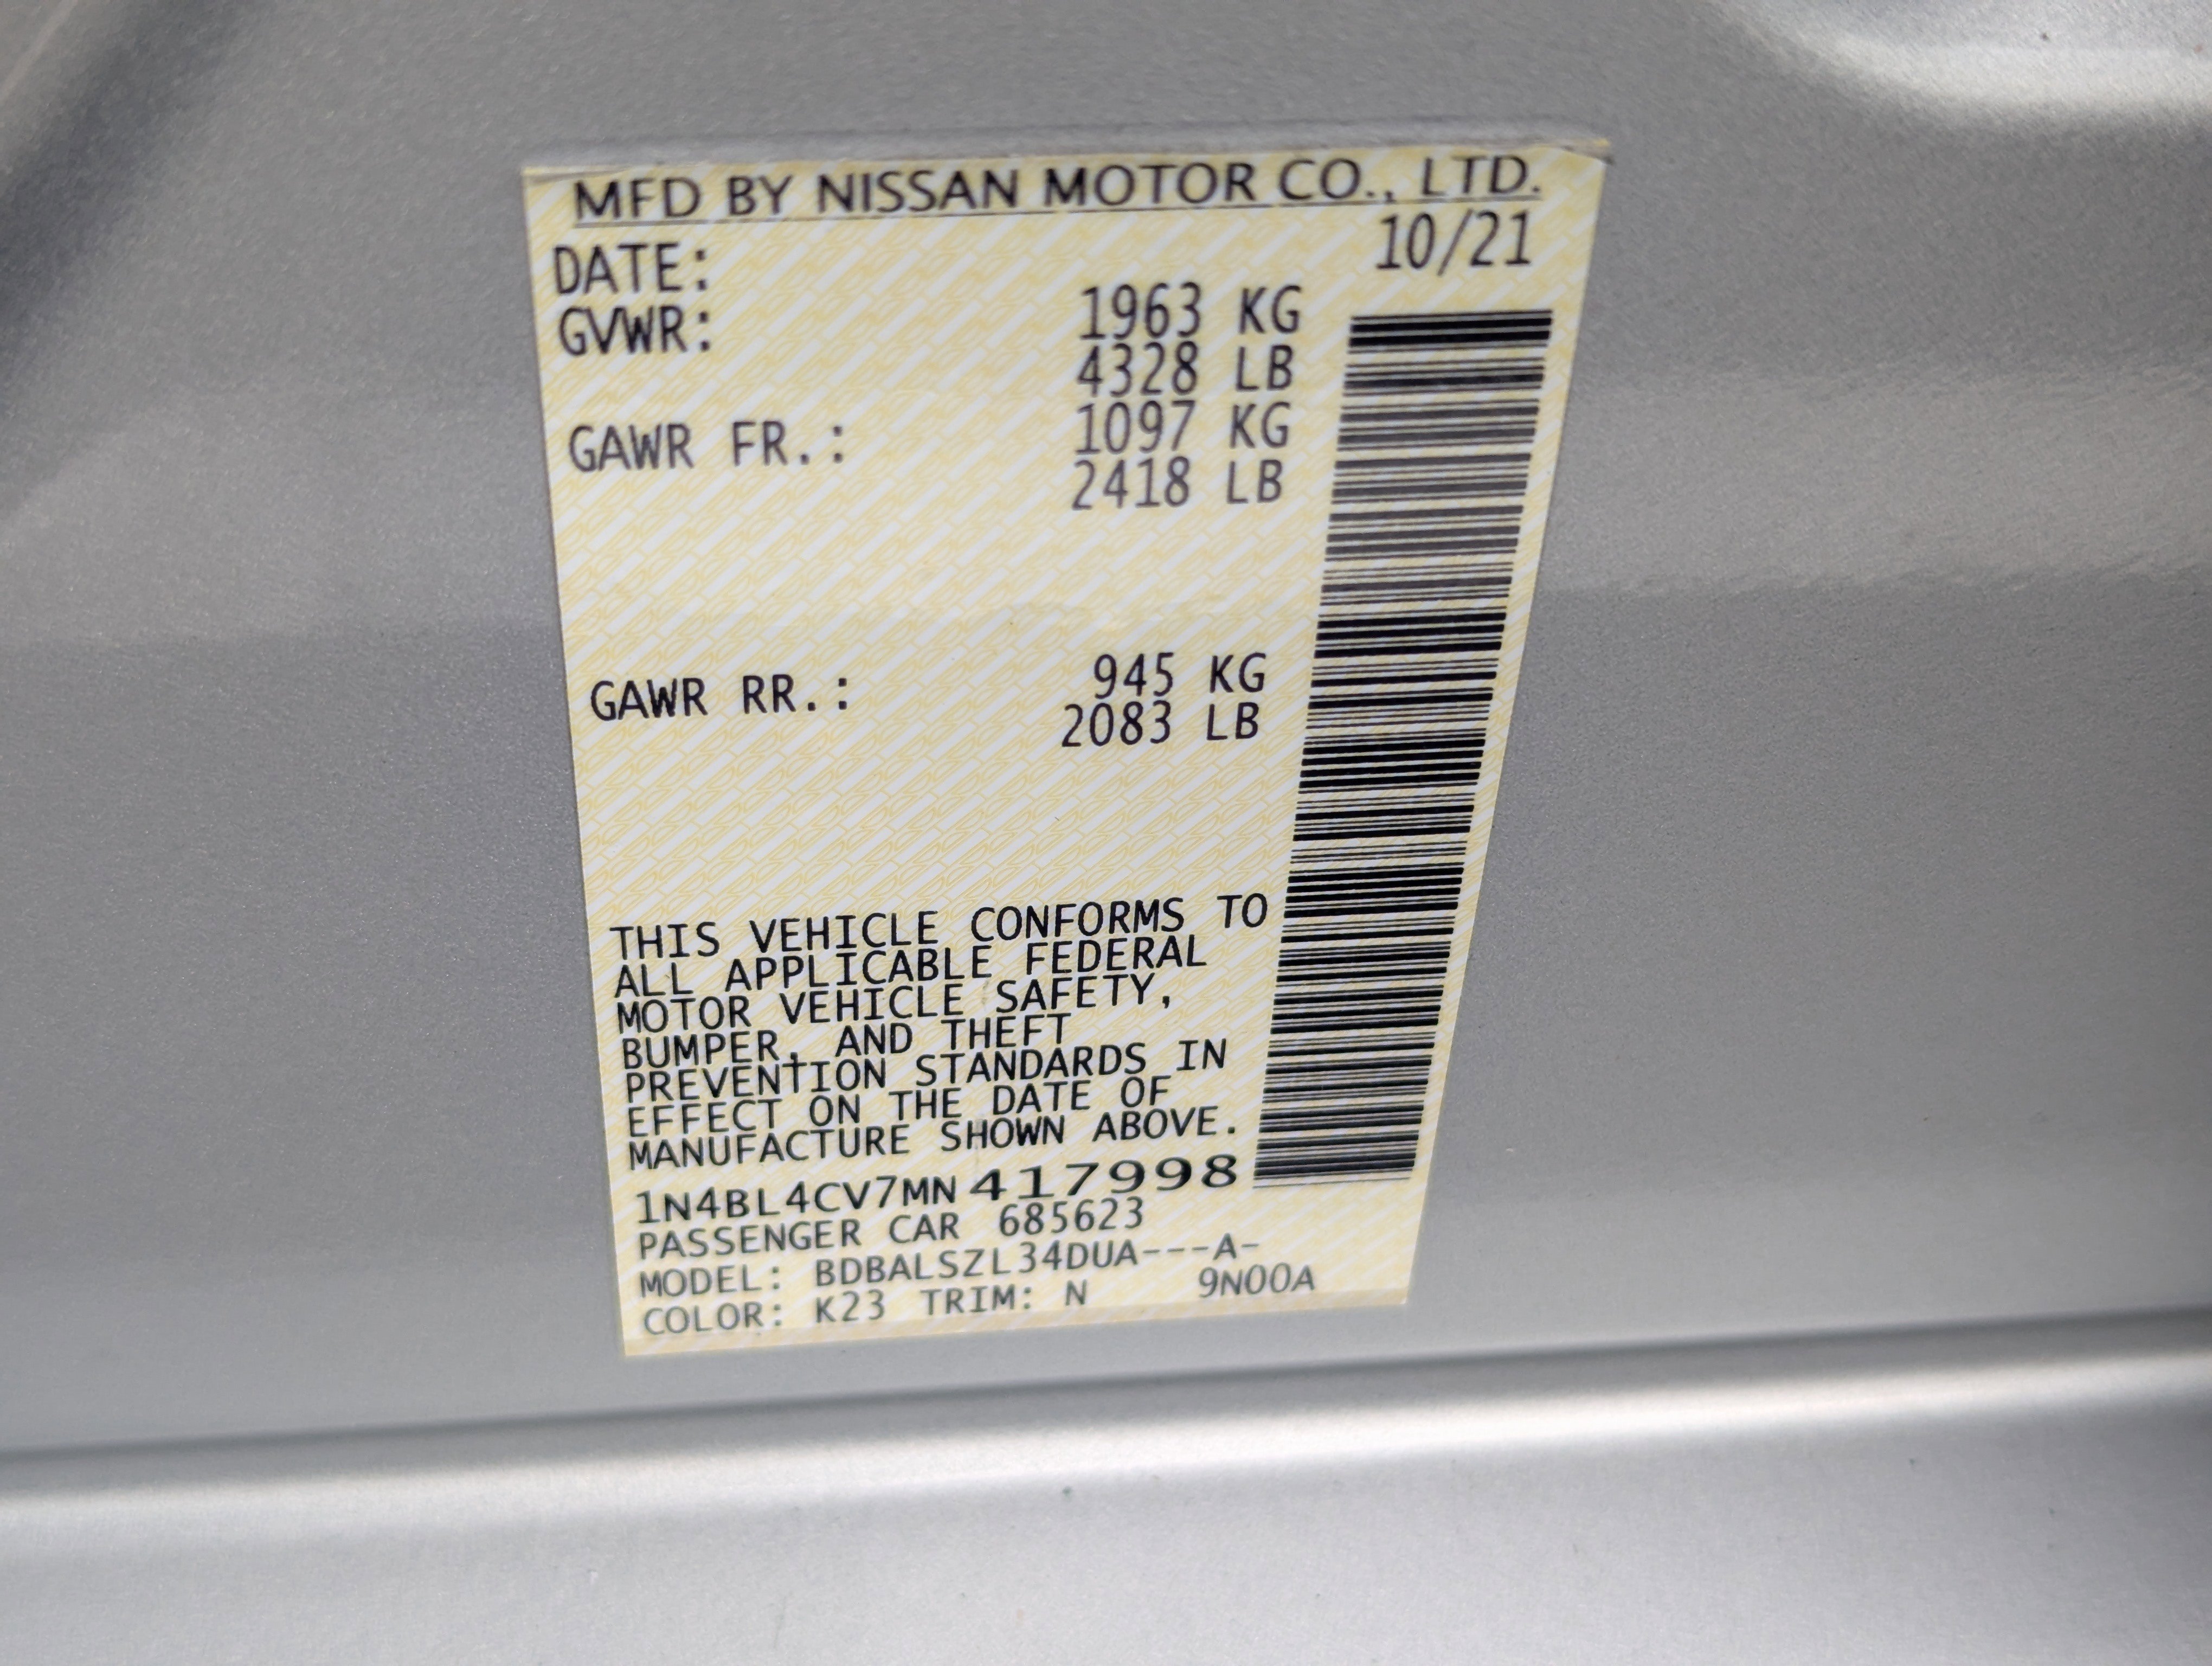 MFD BY NISSAN MOTOR CO., LTD.
DATE: 10/21
GVWR: 1963 KG
4328 LB
GAWR FR.: 1097 KG
2418 LB
GAWR RR.: 945 KG
2083 LB
THIS VEHICLE CONFORMS TO
ALL APPLICABLE FEDERAL
MOTOR VEHICLE SAFETY,
BUMPER, AND THEFT
PREVENTION STANDARDS IN
EFFECT ON THE DATE OF
MANUFACTURE SHOWN ABOVE.
1N4BL4CV7MN417998
PASSENGER CAR 685623
MODEL: BDBALSZL34DUA---A-
COLOR: K23 TRIM: N 9N00A